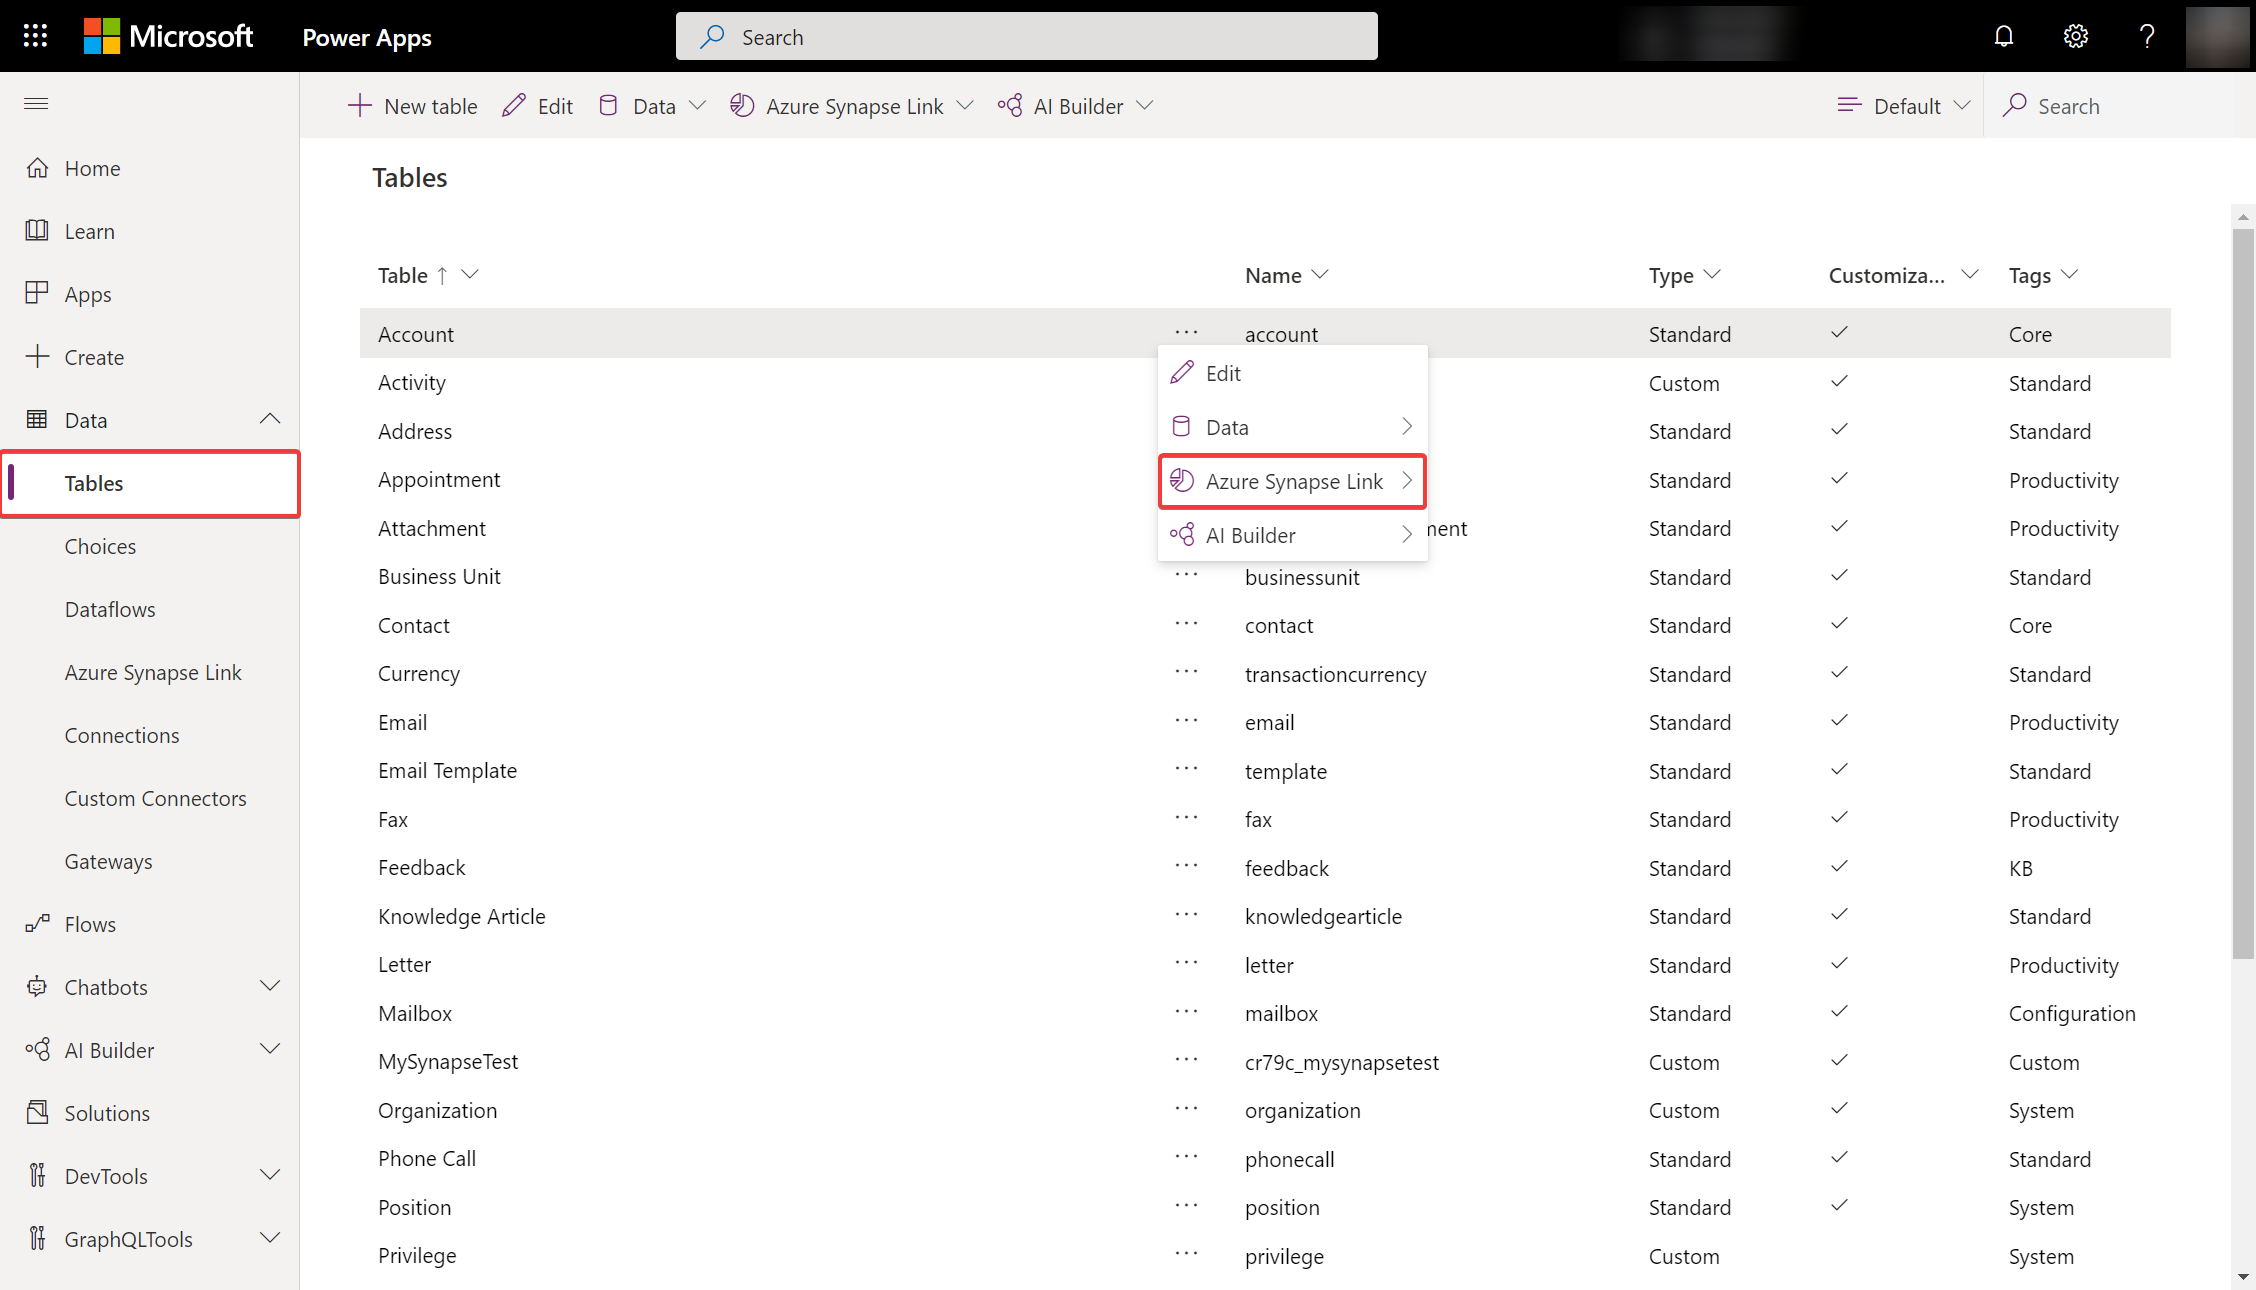 Microsoft Power Apps Search ?
New table Edit Data Azure Synapse Link AI Builder Default Search
Home
Learn
Apps
Create
Data
Tables
Choices
Dataflows
Azure Synapse Link
Connections
Custom Connectors
Gateways
Flows
Chatbots
AI Builder
Solutions
DevTools
GraphQLTools
Tables
Table ↑ Name Type Customiza... Tags
Account ... account Standard Core
Activity Custom Standard
Address Standard Standard
Appointment Standard Productivity
Attachment ment Standard Productivity
Edit
Data
Azure Synapse Link
AI Builder
Business Unit ... businessunit Standard Standard
Contact ... contact Standard Core
Currency ... transactioncurrency Standard Standard
Email ... email Standard Productivity
Email Template ... template Standard Standard
Fax ... fax Standard Productivity
Feedback ... feedback Standard KB
Knowledge Article ... knowledgearticle Standard Standard
Letter ... letter Standard Productivity
Mailbox ... mailbox Standard Configuration
MySynapseTest ... cr79c_mysynapsetest Custom Custom
Organization ... organization Custom System
Phone Call ... phonecall Standard Standard
Position ... position Standard System
Privilege ... privilege Custom System